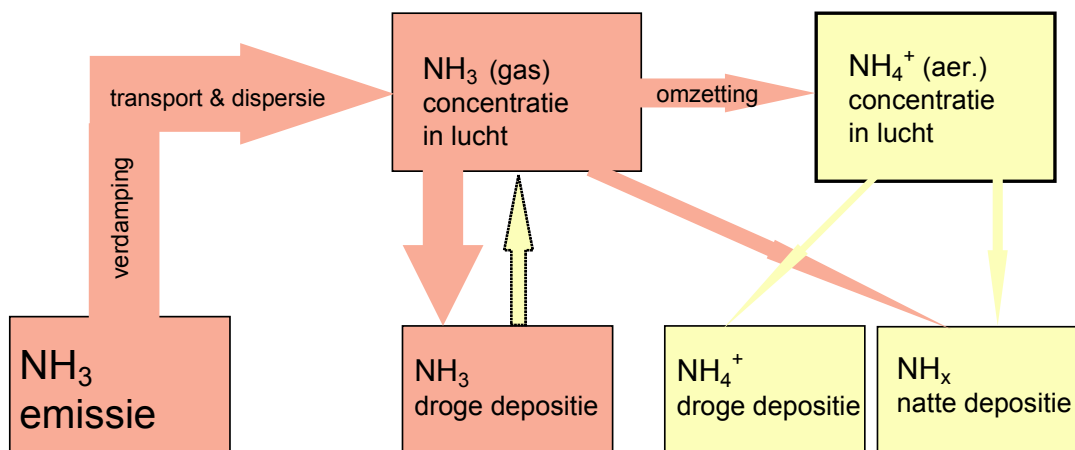 NH₃ (gas)
concentratie
in lucht
NH₄⁺ (aer.)
concentratie
in lucht
transport & dispersie
omzetting
verdamping
NH₃
emissie
NH₃
droge depositie
NH₄⁺
droge depositie
NHₓ
natte depositie